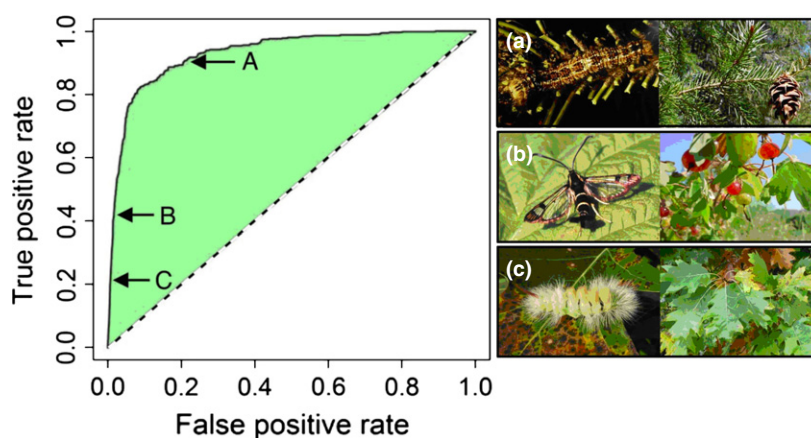 True positive rate
1.0
0.8
0.6
0.4
0.2
0.0
A
B
C
0.0 0.2 0.4 0.6 0.8 1.0
False positive rate
(a)
(b)
(c)